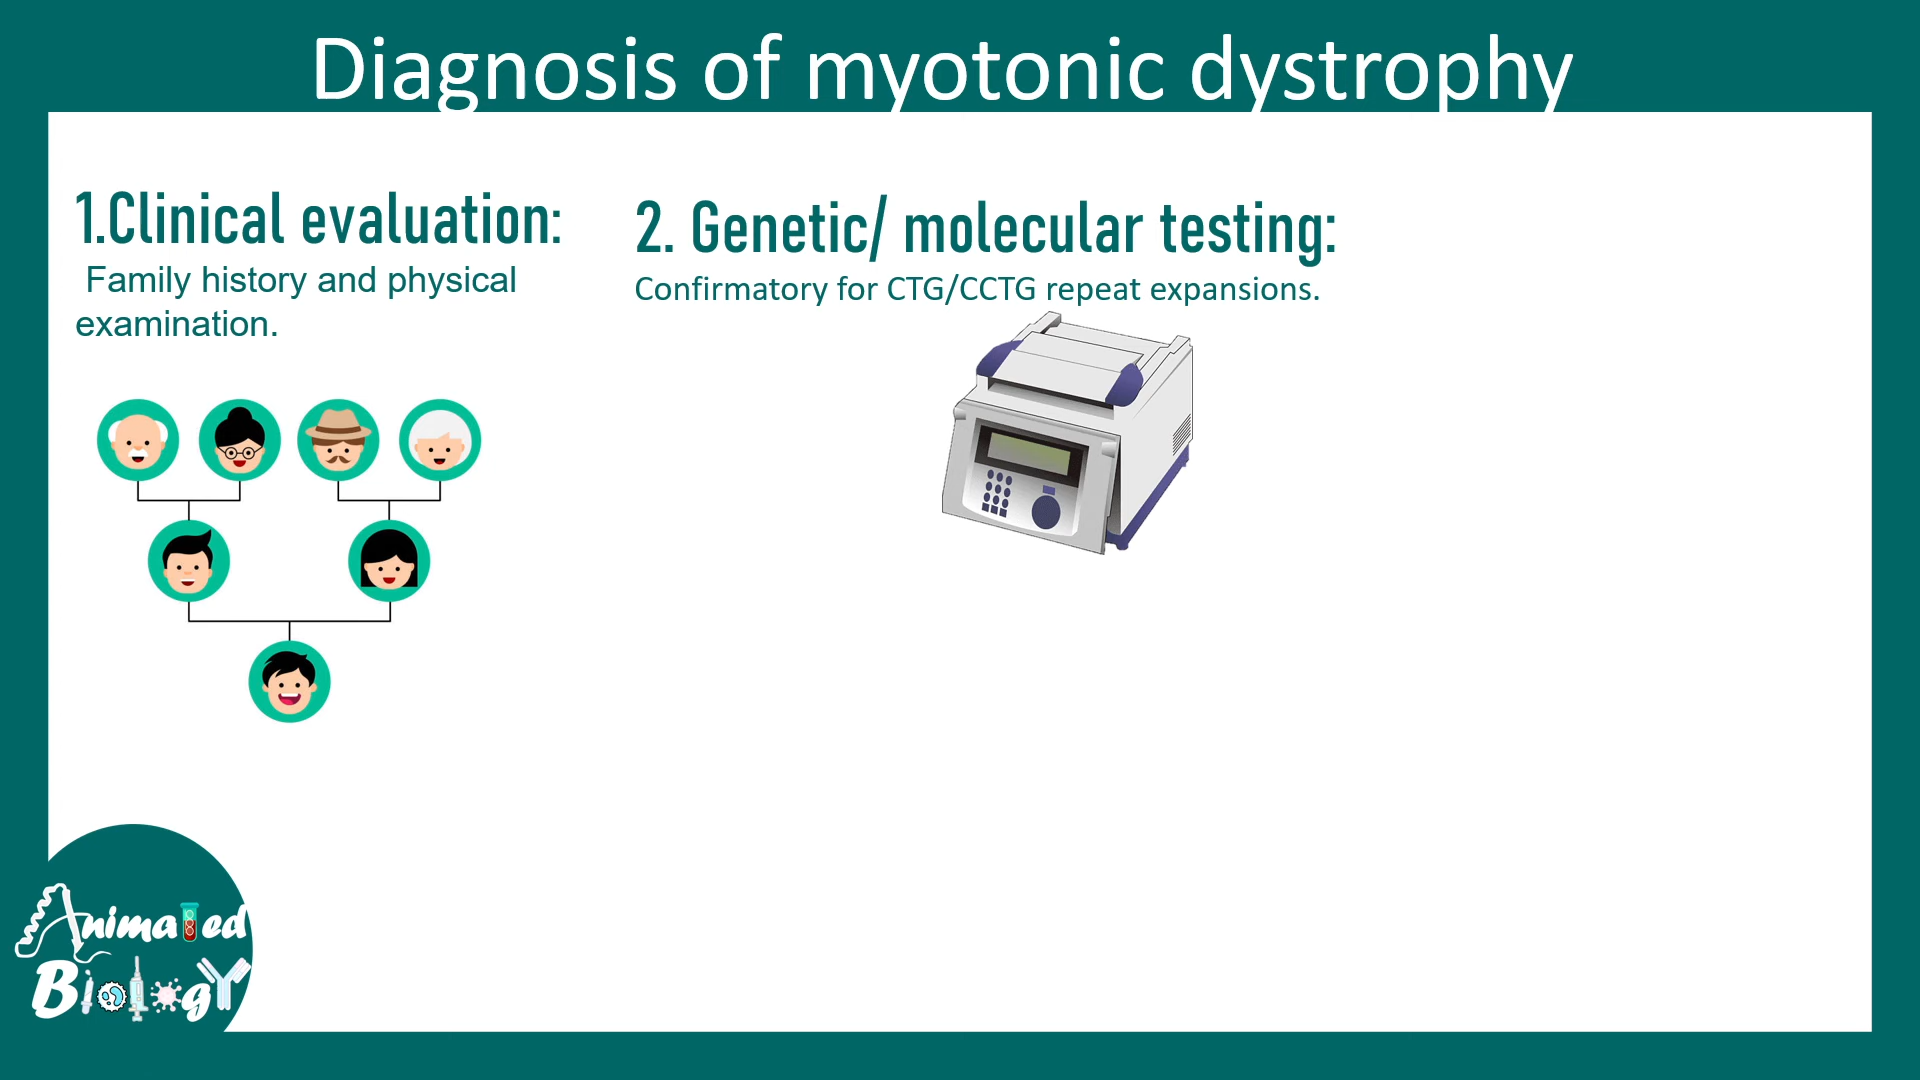 Diagnosis of myotonic dystrophy
1.Clinical evaluation:
Family history and physical
examination.
2. Genetic/ molecular testing:
Confirmatory for CTG/CCTG repeat expansions.
Animated
Biology